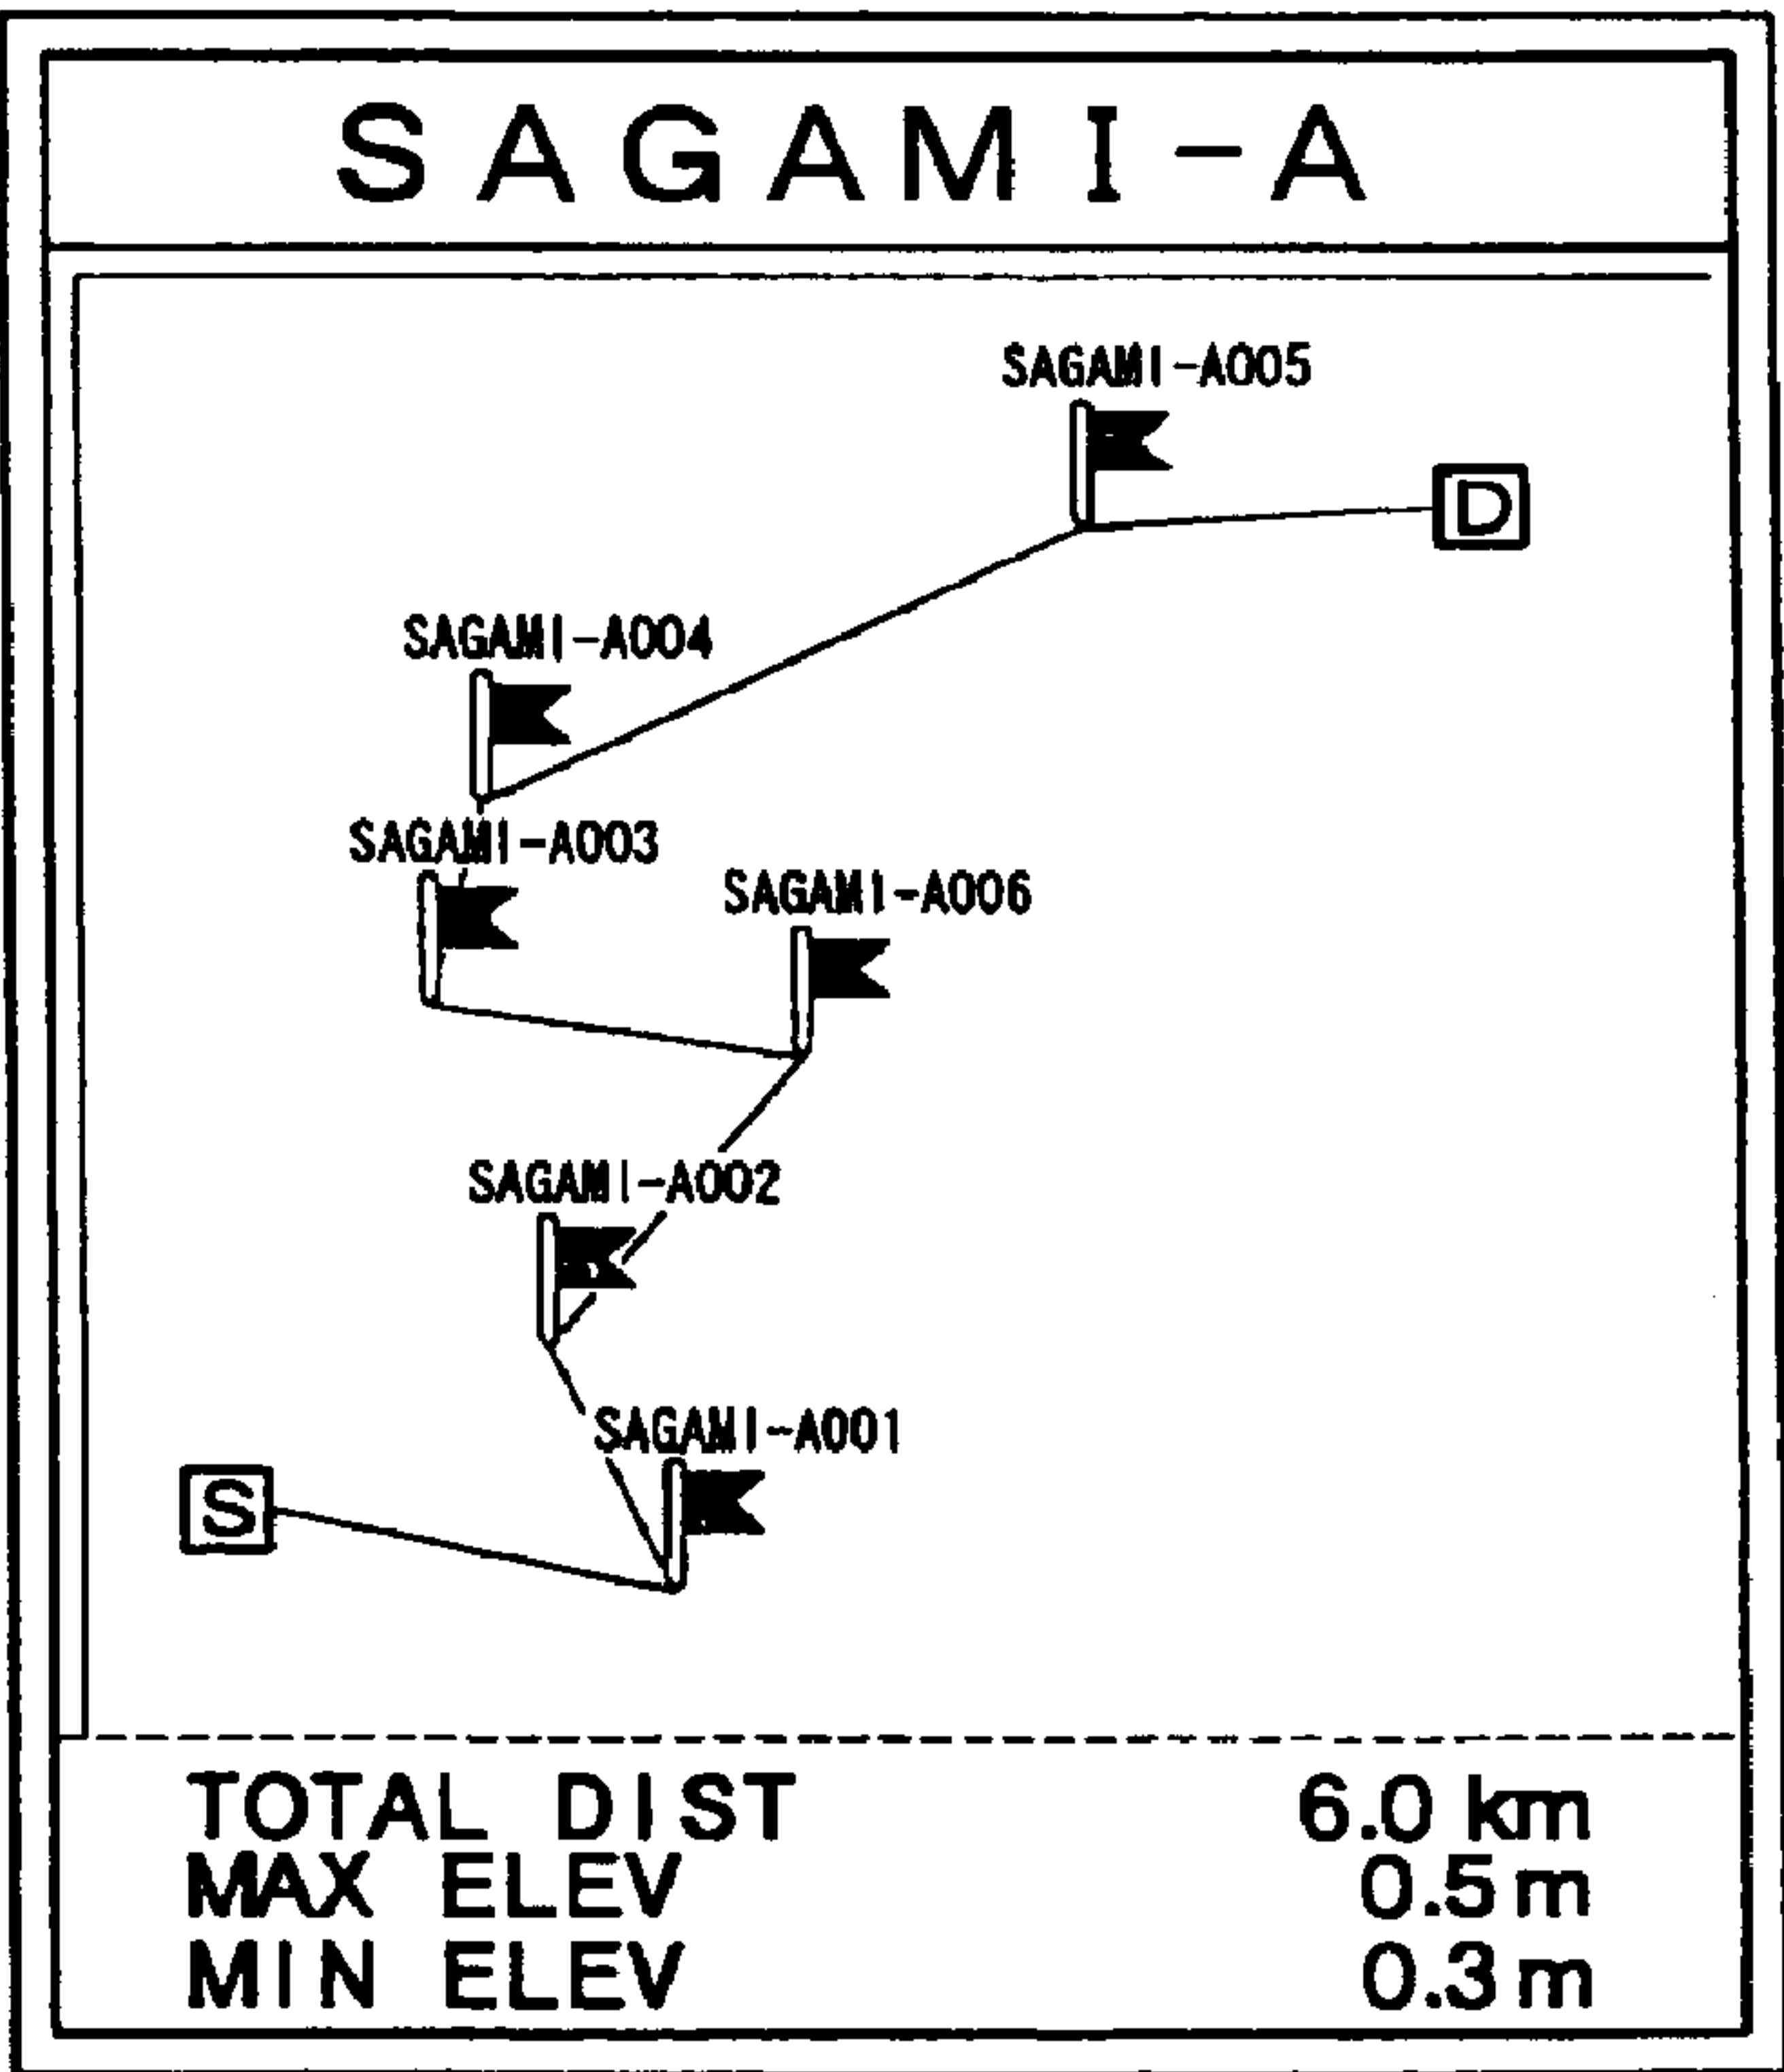 SAGAMI-A
SAGAMI-A005
D
SAGAMI-A004
SAGAMI-A003
SAGAMI-A006
SAGAMI-A002
SAGAMI-A001
S
TOTAL DIST 6.0 km
MAX ELEV 0.5 m
MIN ELEV 0.3 m